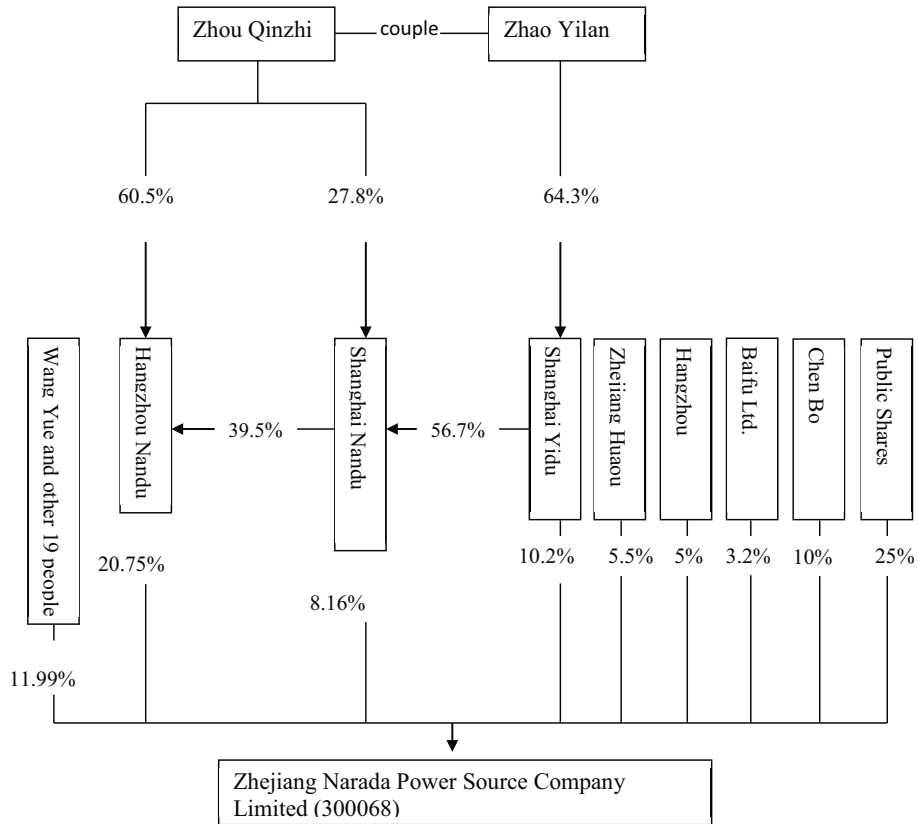 Zhou Qinzhi
couple
Zhao Yilan
60.5%
27.8%
64.3%
Wang Yue and other 19 people
Hangzhou Nandu
39.5%
Shanghai Nandu
56.7%
Shanghai Yidu
Zhejiang Huaou
Hangzhou
Baifu Ltd.
Chen Bo
Public Shares
11.99%
20.75%
8.16%
10.2%
5.5%
5%
3.2%
10%
25%
Zhejiang Narada Power Source Company
Limited (300068)